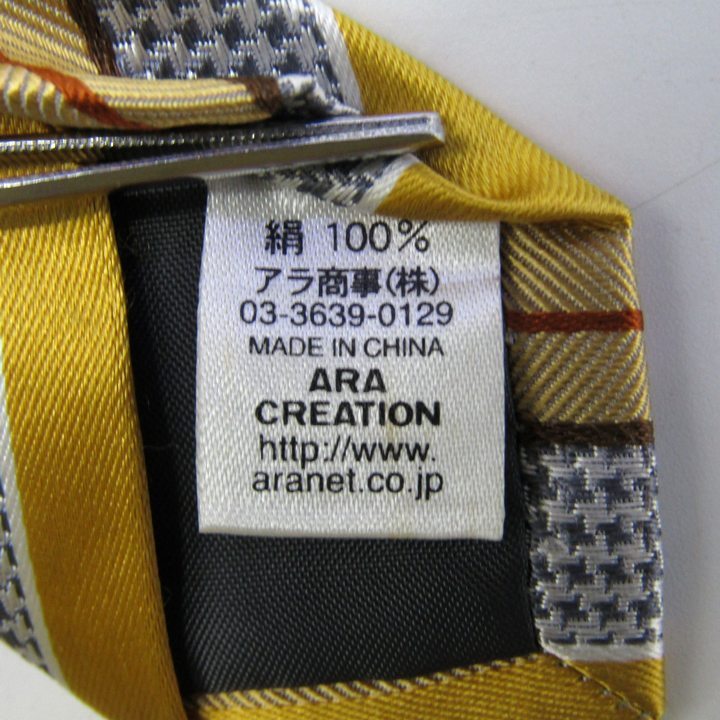 絹 100%
アラ商事(株)
03-3639-0129
MADE IN CHINA
ARA
CREATION
http://www.
aranet.co.jp